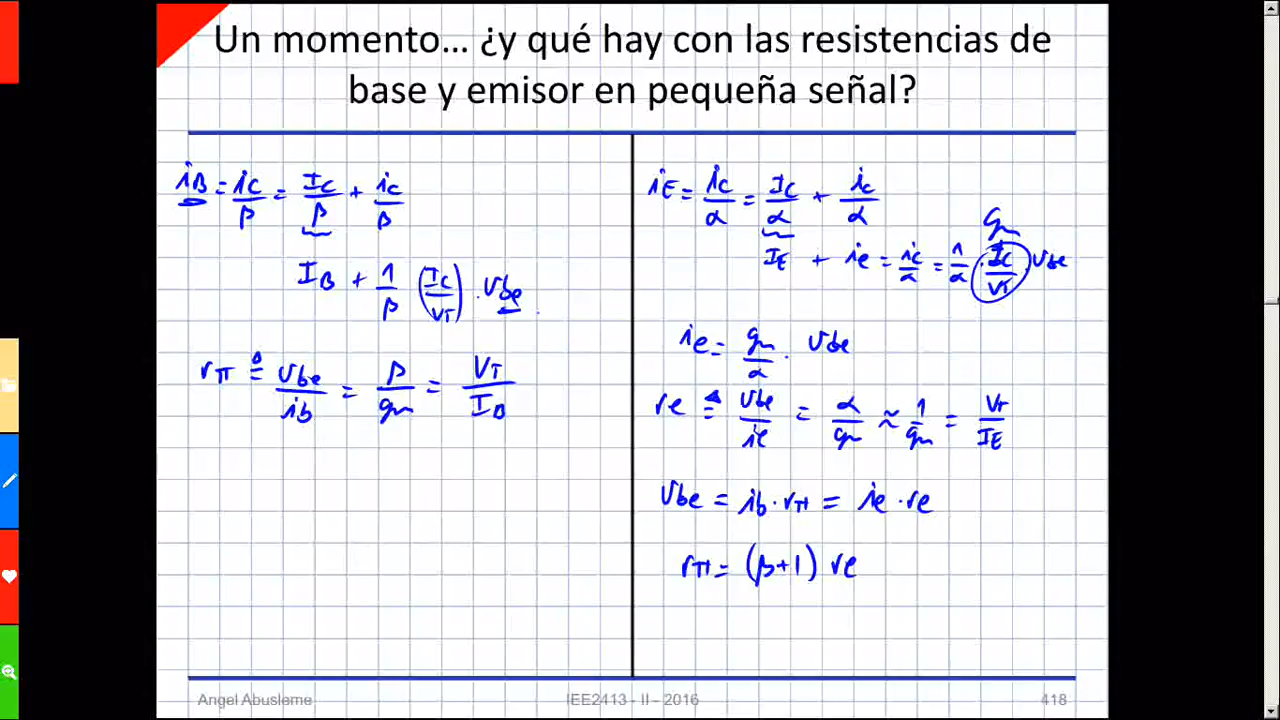 Un momento... ¿y qué hay con las resistencias de
base y emisor en pequeña señal?
iB = iC/β = IC/β + ic/β
IB + 1/β (IC/VT) · vbe
rπ ≜ vbe/ib = β/gm = VT/IB
iE = iC/α = IC/α + ic/α
gm
IE + ie = ic/α = 1/α · IC/VT · vbe
ie = gm/α · vbe
re ≜ vbe/ie = α/gm ≈ 1/gm = VT/IE
vbe = ib · rπ = ie · re
rπ = (β+1) re
Angel Abusleme IEE2413 - II - 2016 418